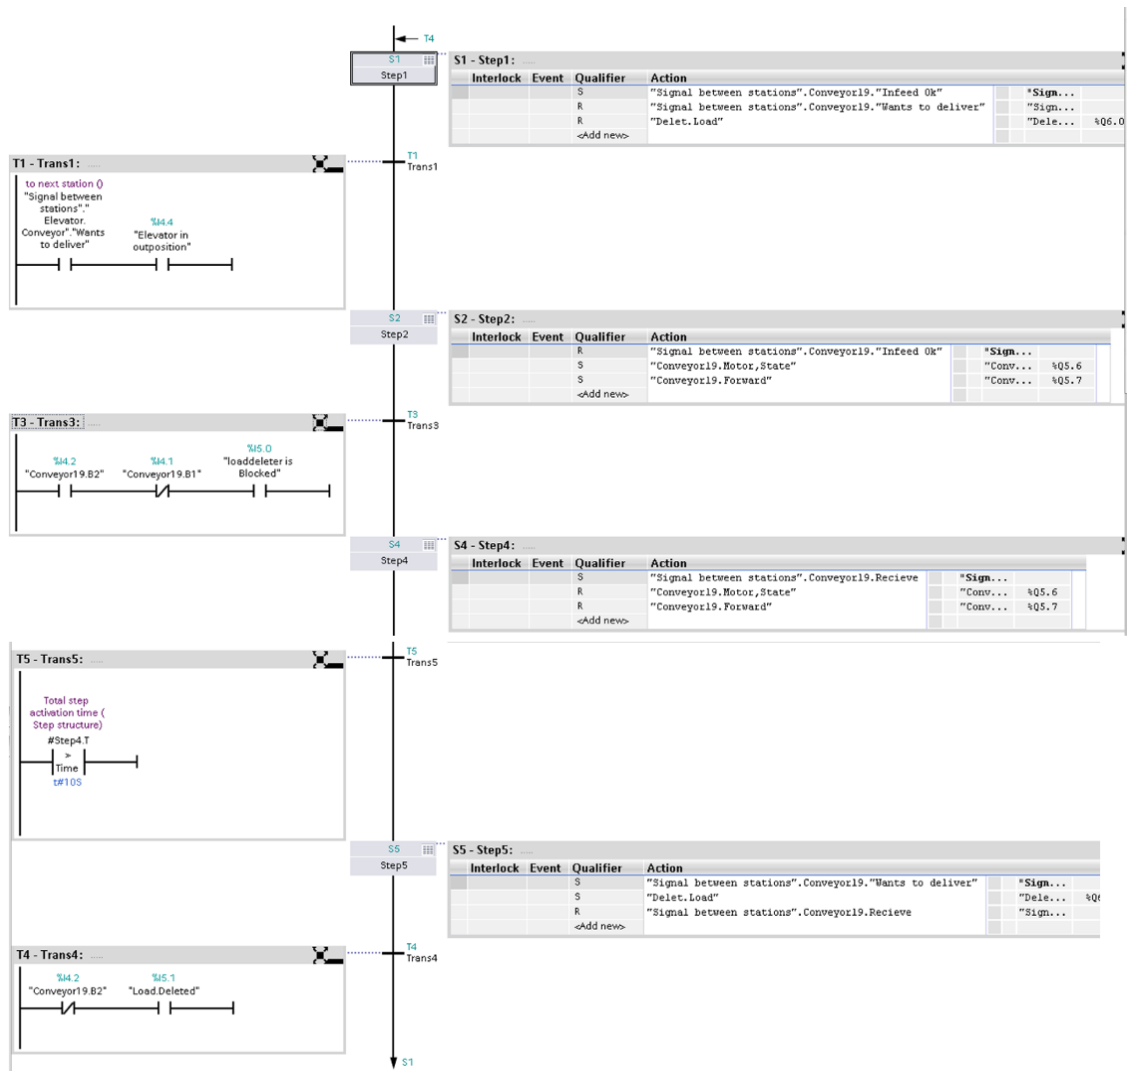 T4
S1
Step1
S1 - Step1:
Interlock Event Qualifier Action
S "Signal between stations".Conveyor19."Infeed Ok" "Sign...
R "Signal between stations".Conveyor19."Wants to deliver" "Sign...
R "Delet.Load" "Dele... %Q6.0
<Add new>
T1 - Trans1:
T1
Trans1
to next station ()
"Signal between
stations"."
Elevator.
Conveyor"."Wants
to deliver"
%I4.4
"Elevator in
outposition"
S2
Step2
S2 - Step2:
Interlock Event Qualifier Action
R "Signal between stations".Conveyor19."Infeed Ok" "Sign...
S "Conveyor19.Motor,State" "Conv... %Q5.6
S "Conveyor19.Forward" "Conv... %Q5.7
<Add new>
T3 - Trans3:
T3
Trans3
%I4.2
"Conveyor19.B2"
%I4.1
"Conveyor19.B1"
%I5.0
"loaddeleter is
Blocked"
S4
Step4
S4 - Step4:
Interlock Event Qualifier Action
S "Signal between stations".Conveyor19.Recieve "Sign...
R "Conveyor19.Motor,State" "Conv... %Q5.6
R "Conveyor19.Forward" "Conv... %Q5.7
<Add new>
T5 - Trans5:
T5
Trans5
Total step
activation time (
Step structure)
#Step4.T
>
Time
t#10S
S5
Step5
S5 - Step5:
Interlock Event Qualifier Action
S "Signal between stations".Conveyor19."Wants to deliver" "Sign...
S "Delet.Load" "Dele... %Q6
R "Signal between stations".Conveyor19.Recieve "Sign...
<Add new>
T4 - Trans4:
T4
Trans4
%I4.2
"Conveyor19.B2"
%I5.1
"Load.Deleted"
S1